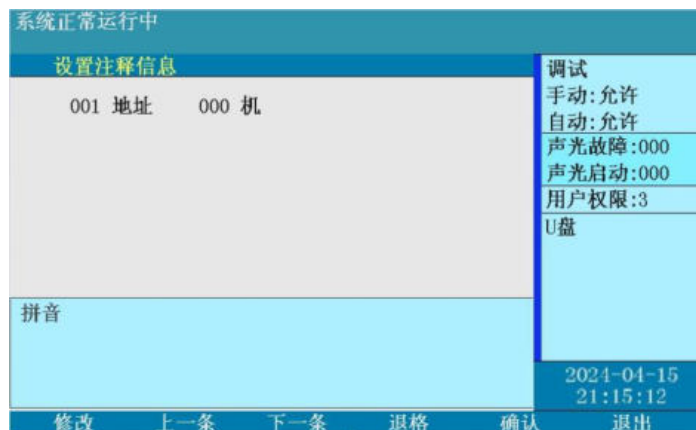 系统正常运行中
设置注释信息
001 地址 000 机
拼音
调试
手动:允许
自动:允许
声光故障:000
声光启动:000
用户权限:3
U盘
2024-04-15
21:15:12
修改 上一条 下一条 退格 确认 退出